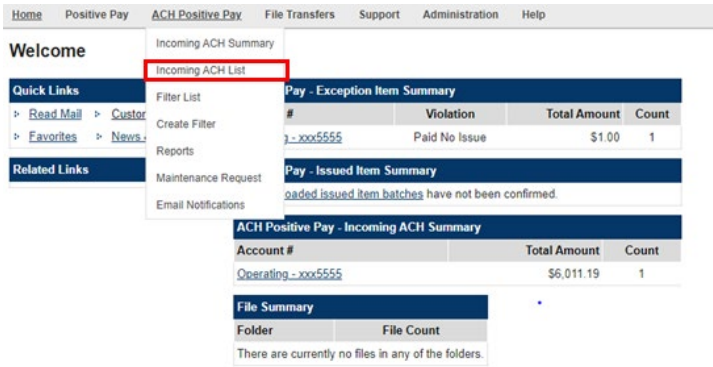 Home Positive Pay ACH Positive Pay File Transfers Support Administration Help
Welcome
Incoming ACH Summary
Incoming ACH List
Filter List
Create Filter
Reports
Maintenance Request
Email Notifications
Quick Links
Read Mail
Favorites News
Related Links
Pay - Exception Item Summary
# Violation Total Amount Count
- xxx5555 Paid No Issue $1.00 1
Pay - Issued Item Summary
issued item batches have not been confirmed.
ACH Positive Pay - Incoming ACH Summary
Account # Total Amount Count
Operating - xxx5555 $6,011.19 1
File Summary
Folder File Count
There are currently no files in any of the folders.